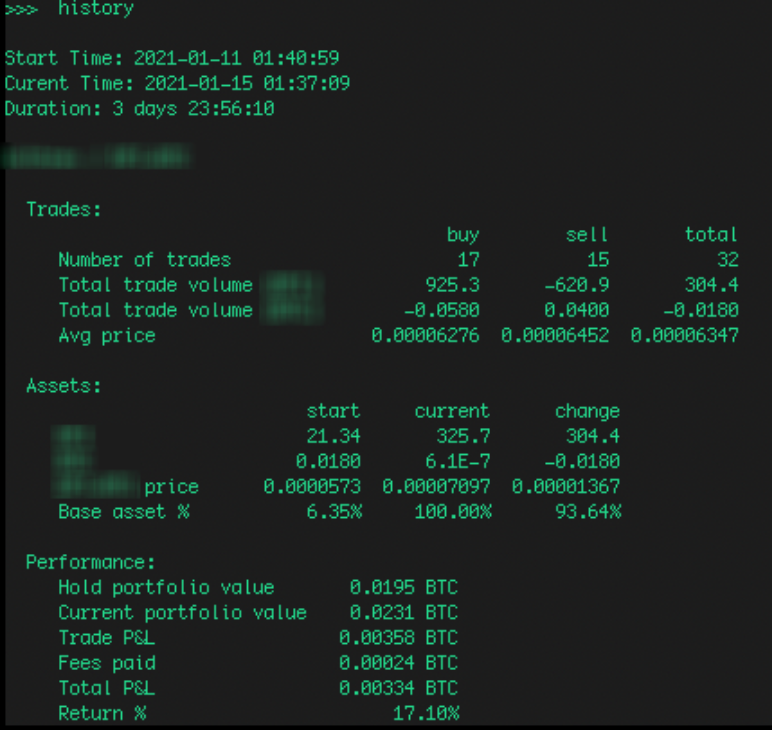 >>> history
Start Time: 2021-01-11 01:40:59
Curent Time: 2021-01-15 01:37:09
Duration: 3 days 23:56:10
Trades:
buy sell total
Number of trades 17 15 32
Total trade volume 925.3 -620.9 304.4
Total trade volume -0.0580 0.0400 -0.0180
Avg price 0.00006276 0.00006452 0.00006347
Assets:
start current change
21.34 325.7 304.4
0.0180 6.1E-7 -0.0180
price 0.0000573 0.00007097 0.00001367
Base asset % 6.35% 100.00% 93.64%
Performance:
Hold portfolio value 0.0195 BTC
Current portfolio value 0.0231 BTC
Trade P&L 0.00358 BTC
Fees paid 0.00024 BTC
Total P&L 0.00334 BTC
Return % 17.10%